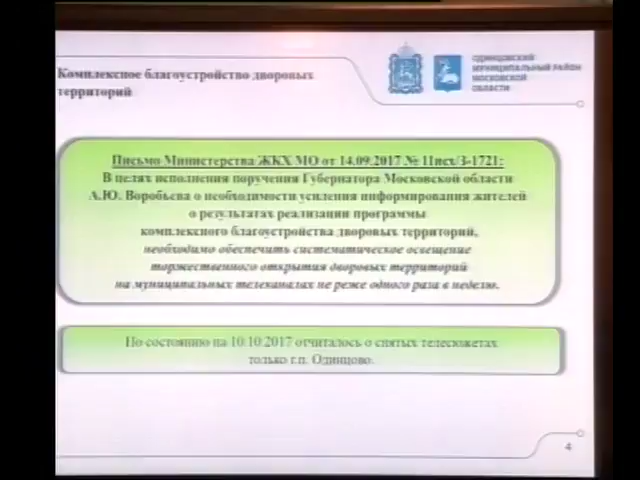 Комплексное благоустройство дворовых
территорий
ОДИНЦОВСКИЙ
МУНИЦИПАЛЬНЫЙ РАЙОН
МОСКОВСКОЙ
ОБЛАСТИ
Письмо Министерства ЖКХ МО от 14.09.2017 № 11исх/3-1721:
В целях исполнения поручения Губернатора Московской области
А.Ю. Воробьева о необходимости усиления информирования жителей
о результатах реализации программы
комплексного благоустройства дворовых территорий,
необходимо обеспечить систематическое освещение
торжественного открытия дворовых территорий
на муниципальных телеканалах не реже одного раза в неделю.
По состоянию на 10.10.2017 отчиталось о снятых телесюжетах
только г.п. Одинцово.
4